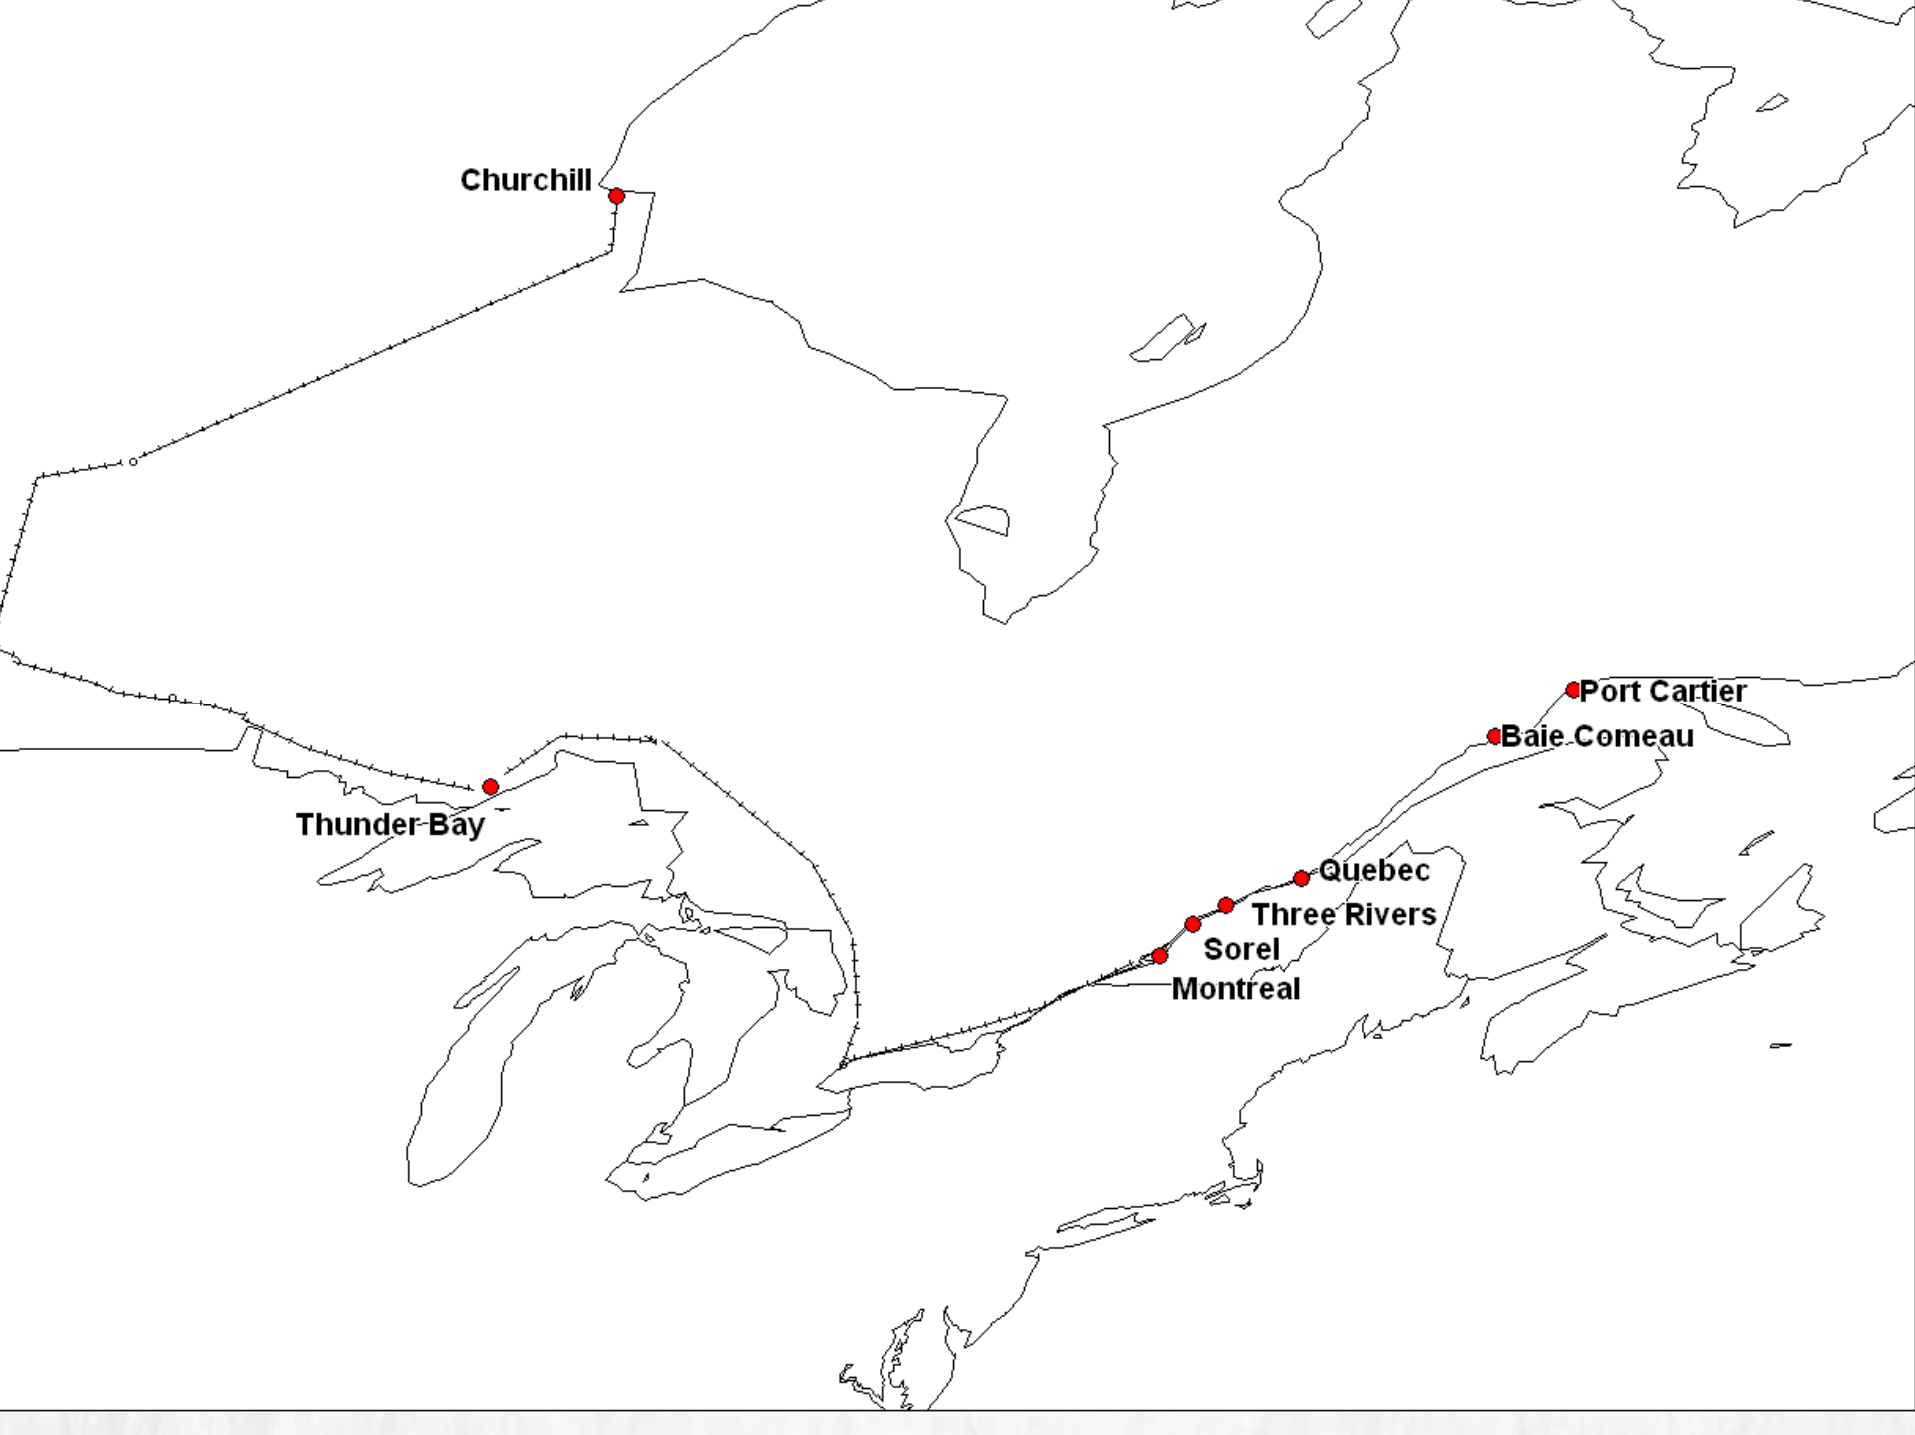 Churchill
Port Cartier
Baie Comeau
Thunder Bay
Quebec
Three Rivers
Sorel
Montreal